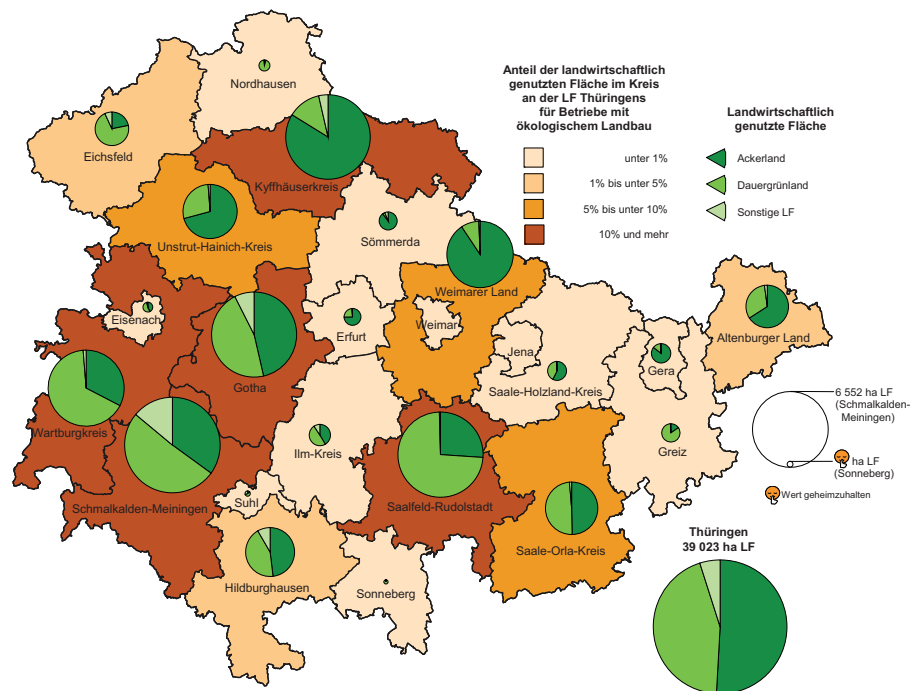 Nordhausen
Eichsfeld
Kyffhäuserkreis
Unstrut-Hainich-Kreis
Sömmerda
Weimarer Land
Eisenach
Gotha
Erfurt
Weimar
Jena
Gera
Altenburger Land
Saale-Holzland-Kreis
Wartburgkreis
Ilm-Kreis
Greiz
Schmalkalden-Meiningen
Suhl
Saalfeld-Rudolstadt
Saale-Orla-Kreis
Hildburghausen
Sonneberg
Anteil der landwirtschaftlich
genutzten Fläche im Kreis
an der LF Thüringens
für Betriebe mit
ökologischem Landbau
unter 1%
1% bis unter 5%
5% bis unter 10%
10% und mehr
Landwirtschaftlich
genutzte Fläche
Ackerland
Dauergrünland
Sonstige LF
6 552 ha LF
(Schmalkalden-
Meiningen)
ha LF
(Sonneberg)
Wert geheimzuhalten
Thüringen
39 023 ha LF